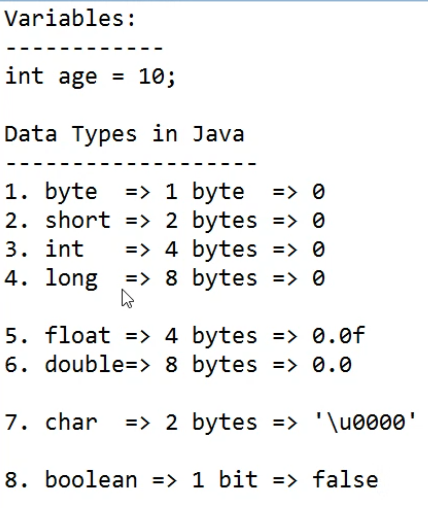 Variables:
------------
int age = 10;
Data Types in Java
-------------------
1. byte  => 1 byte  => 0
2. short => 2 bytes => 0
3. int   => 4 bytes => 0
4. long  => 8 bytes => 0
5. float => 4 bytes => 0.0f
6. double=> 8 bytes => 0.0
7. char  => 2 bytes => '\u0000'
8. boolean => 1 bit => false